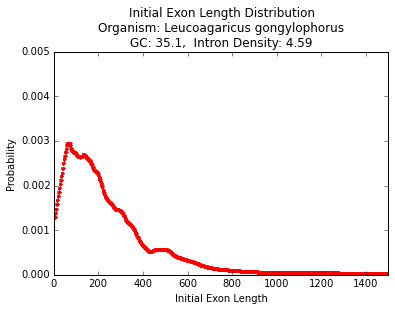 Initial Exon Length Distribution
Organism: Leucoagaricus gongylophorus
GC: 35.1,  Intron Density: 4.59
0.005
0.004
0.003
0.002
0.001
0.000
Probability
0 200 400 600 800 1000 1200 1400
Initial Exon Length